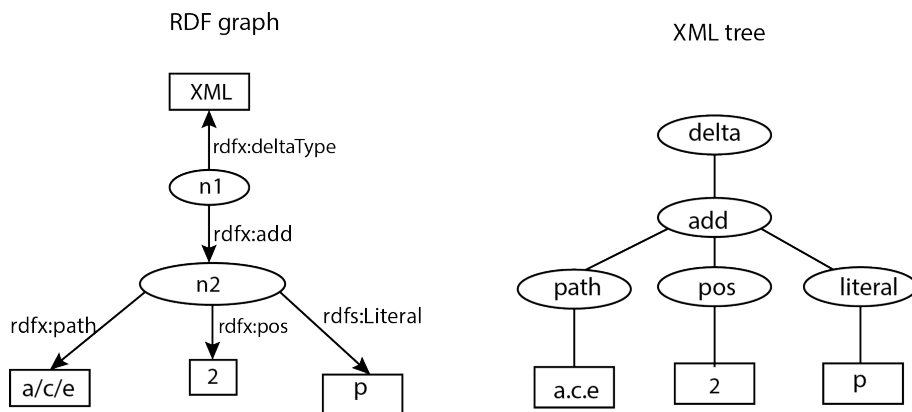 RDF graph
XML tree
XML
rdfx:deltaType
n1
rdfx:add
n2
rdfx:path
rdfx:pos
rdfs:Literal
a/c/e
2
p
delta
add
path
pos
literal
a.c.e
2
p